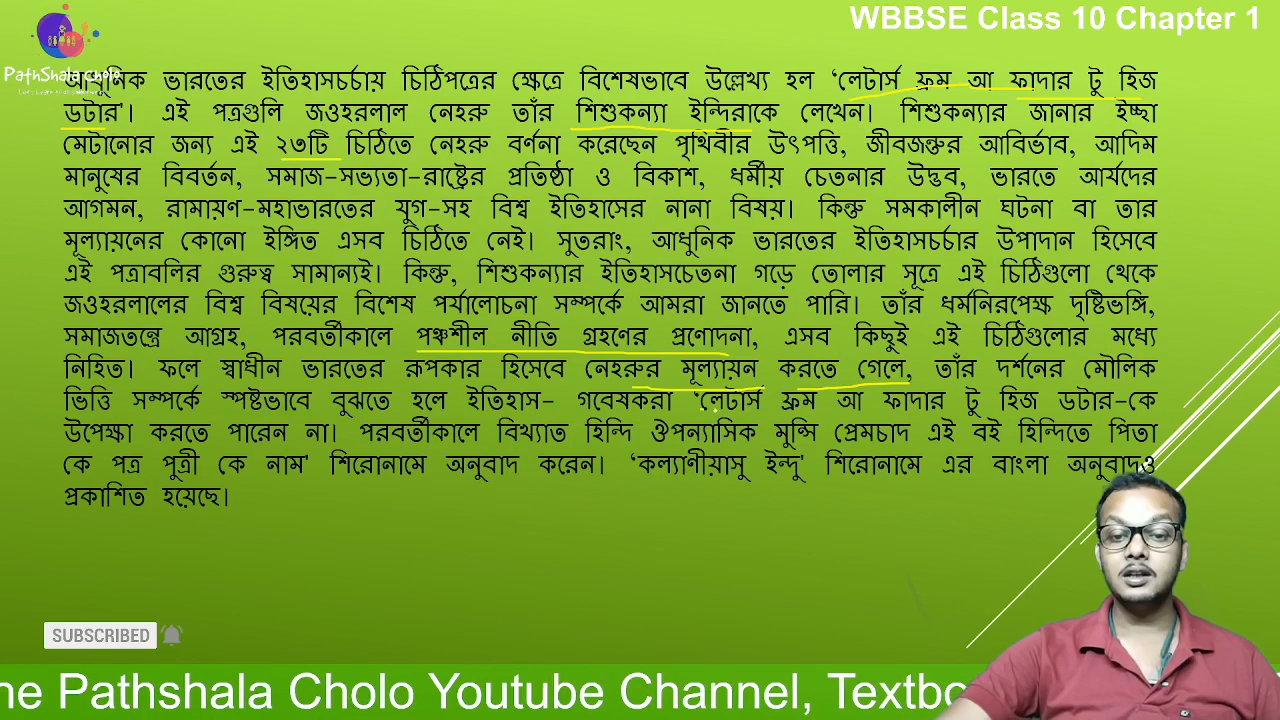 WBBSE Class 10 Chapter 1
PathShala Cholo
আধুনিক ভারতের ইতিহাসচর্চায় চিঠিপত্রের ক্ষেত্রে বিশেষভাবে উল্লেখ্য হল ‘লেটার্স ফ্রম আ ফাদার টু হিজ
ডটার'। এই পত্রগুলি জওহরলাল নেহরু তাঁর শিশুকন্যা ইন্দিরাকে লেখেন। শিশুকন্যার জানার ইচ্ছা
মেটানোর জন্য এই ২৩টি চিঠিতে নেহরু বর্ণনা করেছেন পৃথিবীর উৎপত্তি, জীবজন্তুর আবির্ভাব, আদিম
মানুষের বিবর্তন, সমাজ-সভ্যতা-রাষ্ট্রের প্রতিষ্ঠা ও বিকাশ, ধর্মীয় চেতনার উদ্ভব, ভারতে আর্যদের
আগমন, রামায়ণ-মহাভারতের যুগ-সহ বিশ্ব ইতিহাসের নানা বিষয়। কিন্তু সমকালীন ঘটনা বা তার
মূল্যায়নের কোনো ইঙ্গিত এসব চিঠিতে নেই। সুতরাং, আধুনিক ভারতের ইতিহাসচর্চার উপাদান হিসেবে
এই পত্রাবলির গুরুত্ব সামান্যই। কিন্তু, শিশুকন্যার ইতিহাসচেতনা গড়ে তোলার সূত্রে এই চিঠিগুলো থেকে
জওহরলালের বিশ্ব বিষয়ের বিশেষ পর্যালোচনা সম্পর্কে আমরা জানতে পারি। তাঁর ধর্মনিরপেক্ষ দৃষ্টিভঙ্গি,
সমাজতন্ত্রে আগ্রহ, পরবর্তীকালে পঞ্চশীল নীতি গ্রহণের প্রণোদনা, এসব কিছুই এই চিঠিগুলোর মধ্যে
নিহিত। ফলে স্বাধীন ভারতের রূপকার হিসেবে নেহরুর মূল্যায়ন করতে গেলে, তাঁর দর্শনের মৌলিক
ভিত্তি সম্পর্কে স্পষ্টভাবে বুঝতে হলে ইতিহাস- গবেষকরা ‘লেটার্স ফ্রম আ ফাদার টু হিজ ডটার-কে
উপেক্ষা করতে পারেন না। পরবর্তীকালে বিখ্যাত হিন্দি ঔপন্যাসিক মুন্সি প্রেমচাদ এই বই হিন্দিতে পিতা
কে পত্র পুত্রী কে নাম' শিরোনামে অনুবাদ করেন। ‘কল্যাণীয়াসু ইন্দু' শিরোনামে এর বাংলা অনুবাদও
প্রকাশিত হয়েছে।
SUBSCRIBED
ne Pathshala Cholo Youtube Channel, Textbo